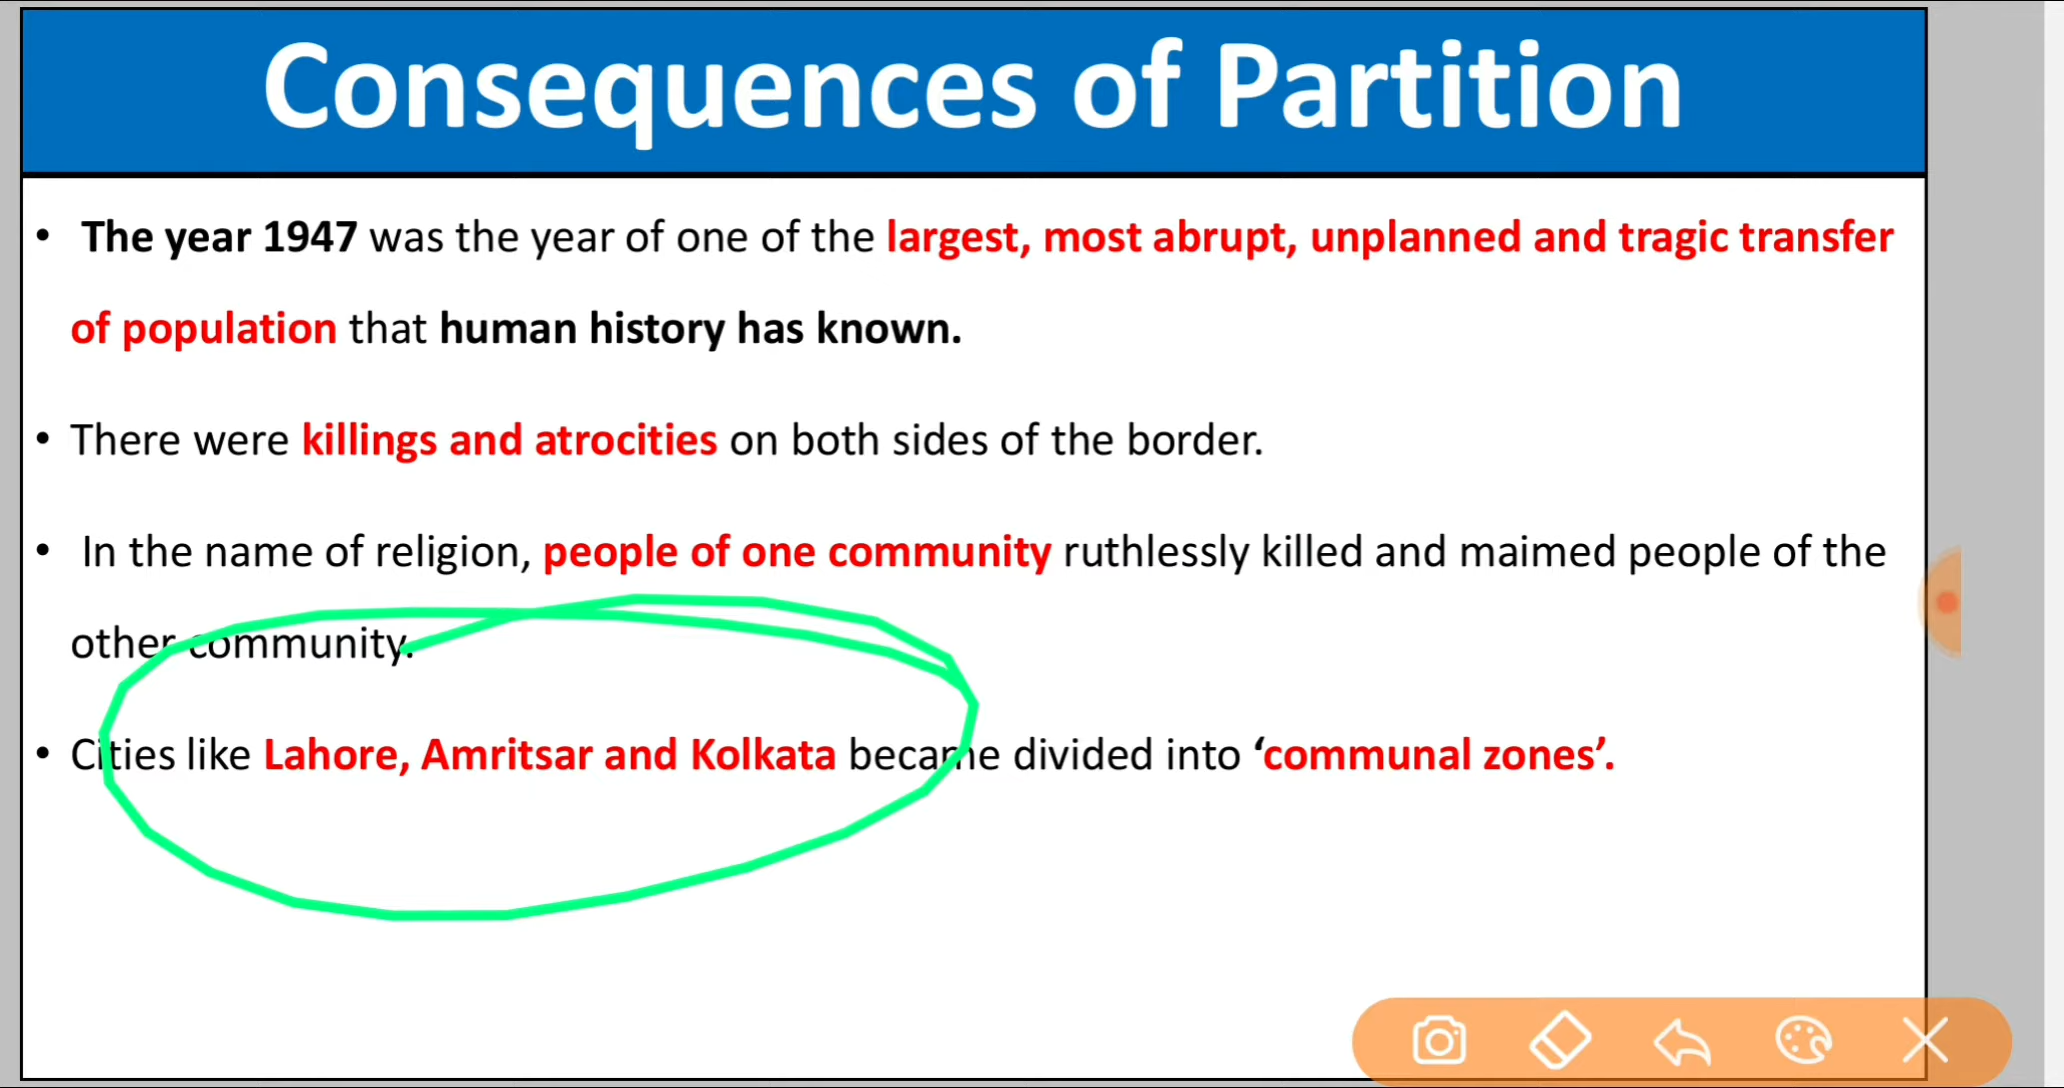 Consequences of Partition
• The year 1947 was the year of one of the largest, most abrupt, unplanned and tragic transfer
of population that human history has known.
• There were killings and atrocities on both sides of the border.
• In the name of religion, people of one community ruthlessly killed and maimed people of the
other community.
• Cities like Lahore, Amritsar and Kolkata became divided into ‘communal zones’.